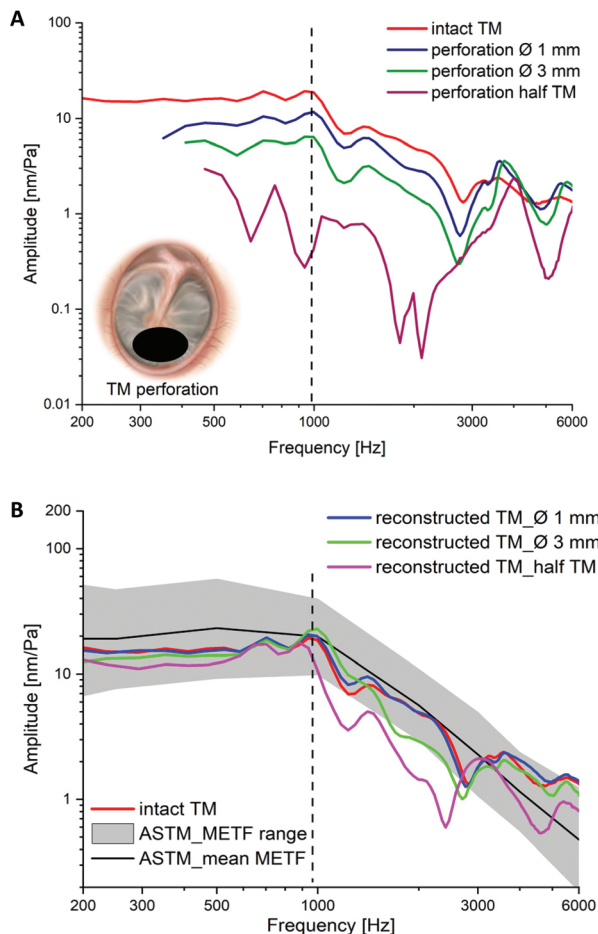 A
100
10
1
0.1
0.01
Amplitude [nm/Pa]
intact TM
perforation Ø 1 mm
perforation Ø 3 mm
perforation half TM
TM perforation
200 300 500 1000 3000 6000
Frequency [Hz]
B
200
100
10
1
Amplitude [nm/Pa]
reconstructed TM_Ø 1 mm
reconstructed TM_Ø 3 mm
reconstructed TM_half TM
intact TM
ASTM_METF range
ASTM_mean METF
200 300 500 1000 3000 6000
Frequency [Hz]